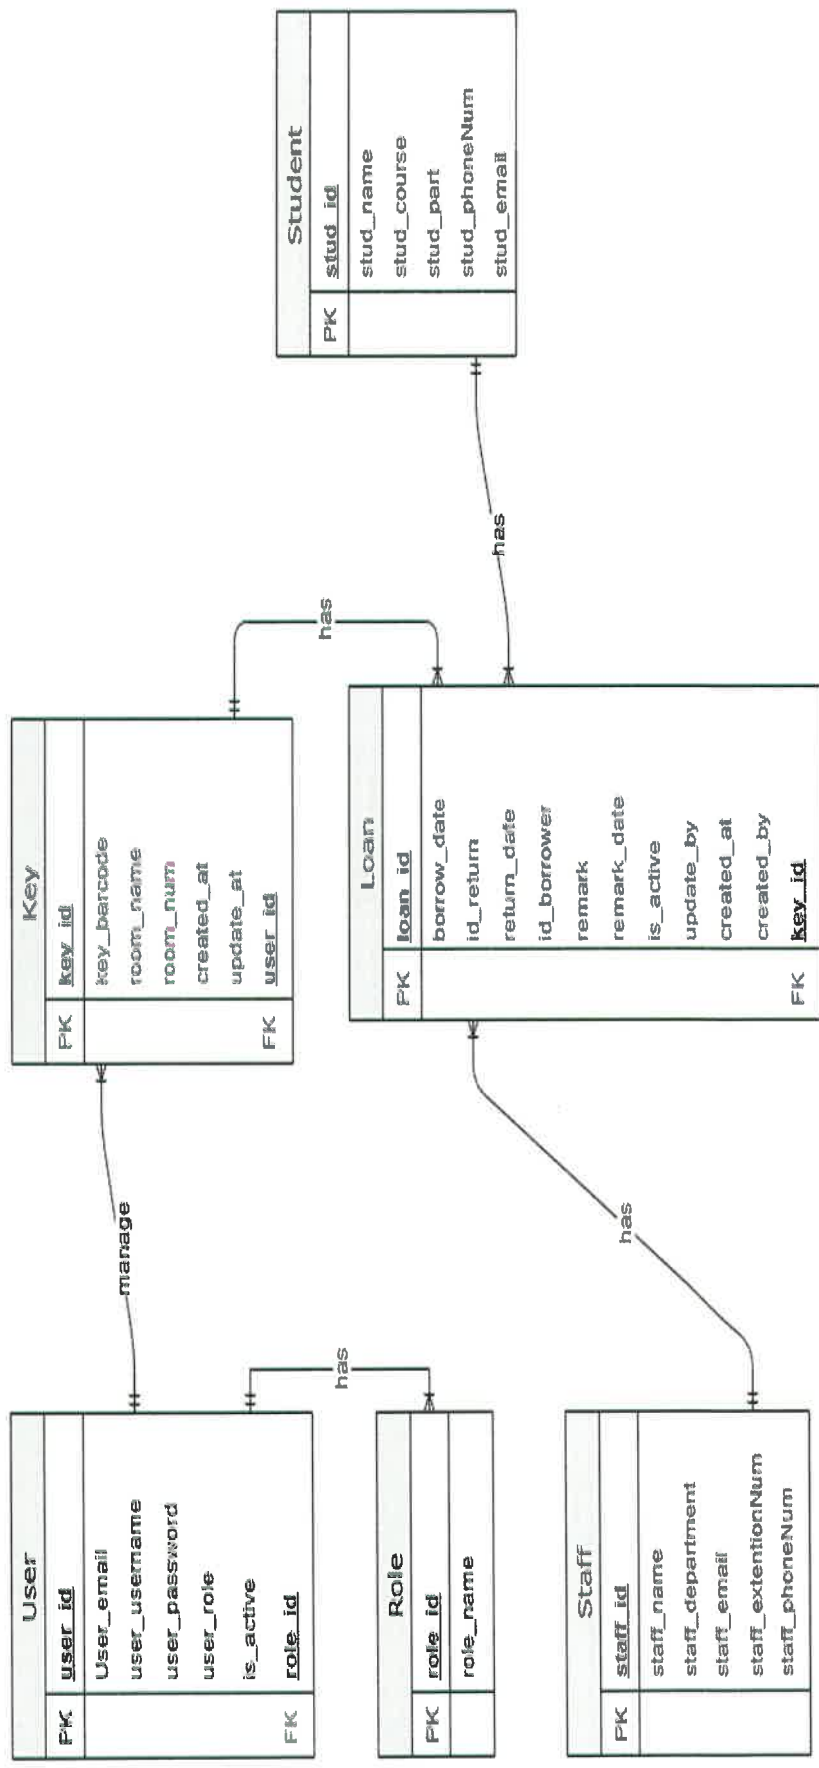 User
PK user_id
User_email
user_username
user_password
user_role
is_active
FK role_id
manage
Key
PK key_id
key_barcode
room_name
room_num
created_at
update_at
FK user_id
has
Role
PK role_id
role_name
has
Loan
PK loan_id
borrow_date
id_return
return_date
id_borrower
remark
remark_date
is_active
update_by
created_at
created_by
FK key_id
has
Student
PK stud_id
stud_name
stud_course
stud_part
stud_phoneNum
stud_email
Staff
PK staff_id
staff_name
staff_department
staff_email
staff_extentionNum
staff_phoneNum
has